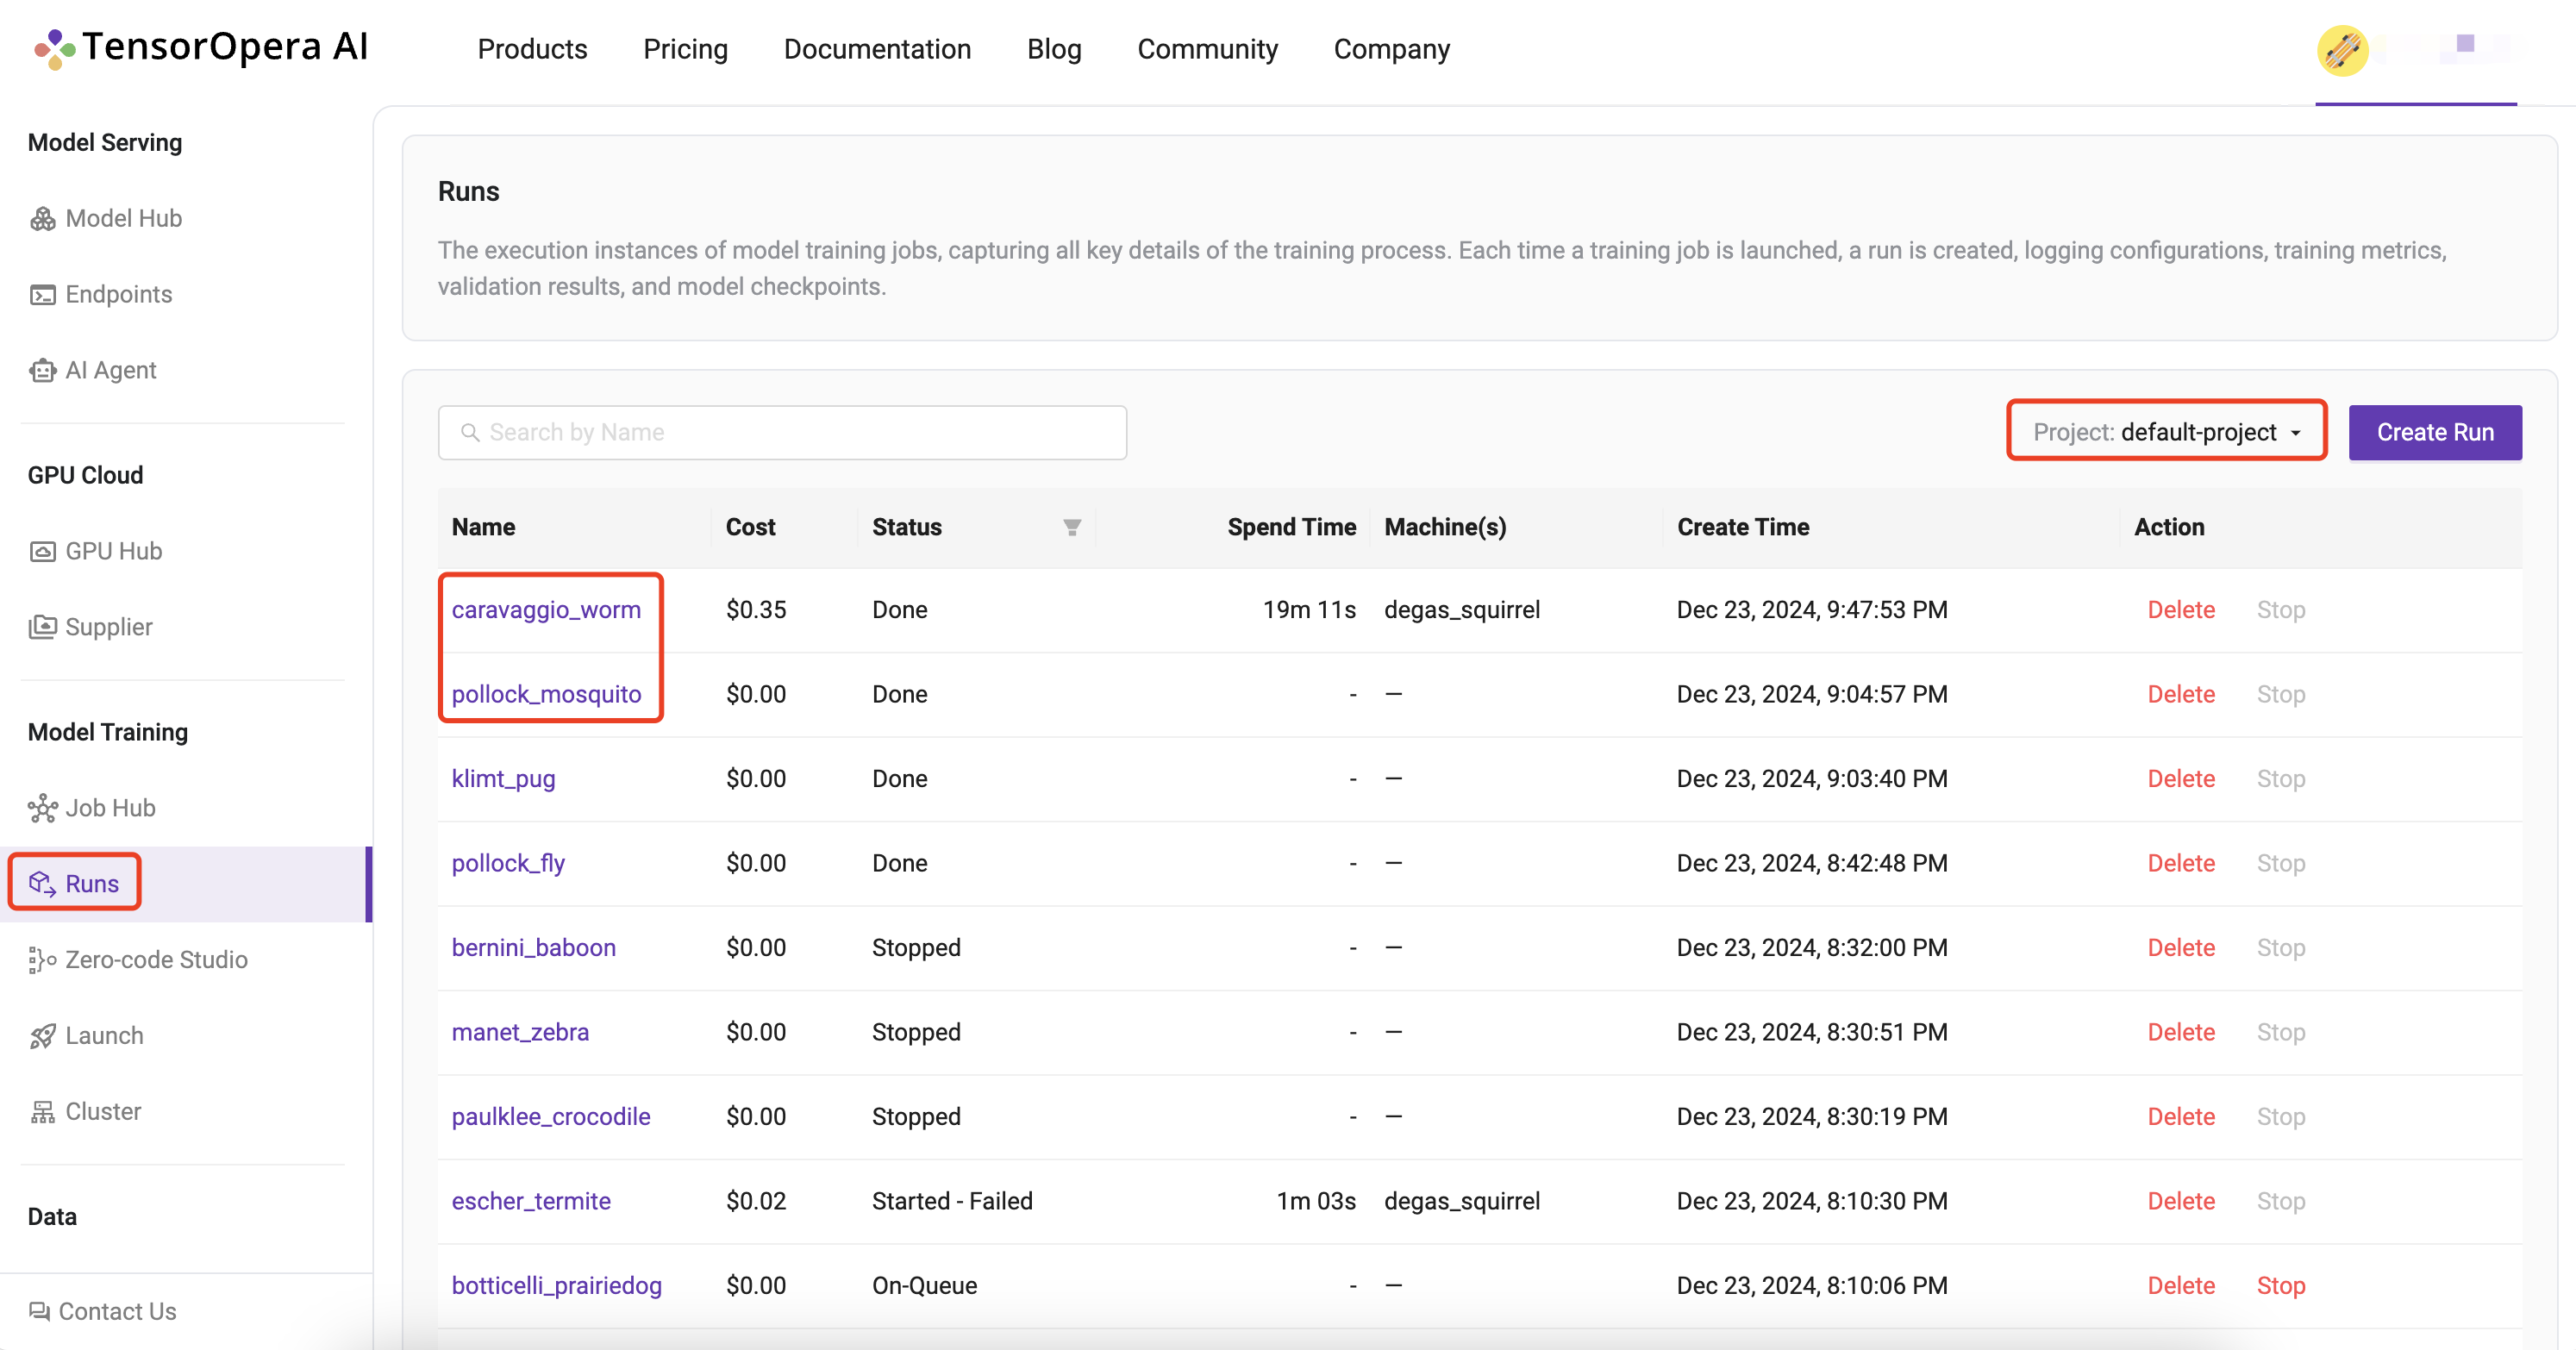 TensorOpera AI
Products Pricing Documentation Blog Community Company
Model Serving
Model Hub
Endpoints
AI Agent
GPU Cloud
GPU Hub
Supplier
Model Training
Job Hub
Runs
Zero-code Studio
Launch
Cluster
Data
Contact Us
Runs
The execution instances of model training jobs, capturing all key details of the training process. Each time a training job is launched, a run is created, logging configurations, training metrics,
validation results, and model checkpoints.
Search by Name
Project: default-project
Create Run
Name Cost Status Spend Time Machine(s) Create Time Action
caravaggio_worm $0.35 Done 19m 11s degas_squirrel Dec 23, 2024, 9:47:53 PM Delete Stop
pollock_mosquito $0.00 Done - — Dec 23, 2024, 9:04:57 PM Delete Stop
klimt_pug $0.00 Done - — Dec 23, 2024, 9:03:40 PM Delete Stop
pollock_fly $0.00 Done - — Dec 23, 2024, 8:42:48 PM Delete Stop
bernini_baboon $0.00 Stopped - — Dec 23, 2024, 8:32:00 PM Delete Stop
manet_zebra $0.00 Stopped - — Dec 23, 2024, 8:30:51 PM Delete Stop
paulklee_crocodile $0.00 Stopped - — Dec 23, 2024, 8:30:19 PM Delete Stop
escher_termite $0.02 Started - Failed 1m 03s degas_squirrel Dec 23, 2024, 8:10:30 PM Delete Stop
botticelli_prairiedog $0.00 On-Queue - — Dec 23, 2024, 8:10:06 PM Delete Stop